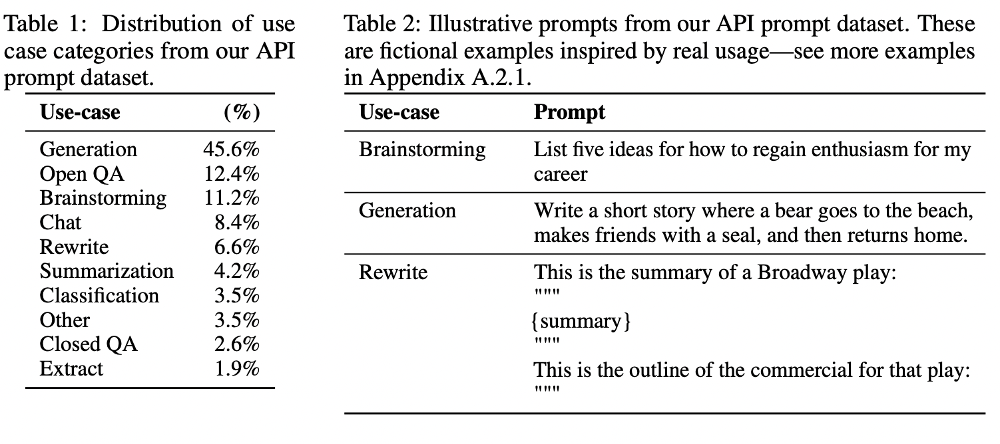 Table 1: Distribution of use
case categories from our API
prompt dataset.
Use-case (%)
Generation 45.6%
Open QA 12.4%
Brainstorming 11.2%
Chat 8.4%
Rewrite 6.6%
Summarization 4.2%
Classification 3.5%
Other 3.5%
Closed QA 2.6%
Extract 1.9%
Table 2: Illustrative prompts from our API prompt dataset. These
are fictional examples inspired by real usage—see more examples
in Appendix A.2.1.
Use-case Prompt
Brainstorming List five ideas for how to regain enthusiasm for my
career
Generation Write a short story where a bear goes to the beach,
makes friends with a seal, and then returns home.
Rewrite This is the summary of a Broadway play:
"""
{summary}
"""
This is the outline of the commercial for that play:
"""